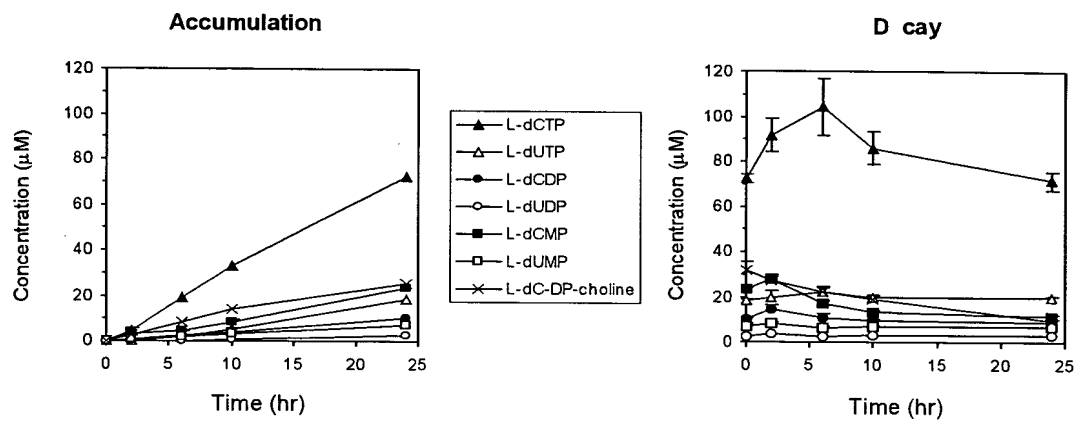 Accumulation
120
100
80
60
40
20
0
0 5 10 15 20 25
Concentration (μM)
Time (hr)
L-dCTP
L-dUTP
L-dCDP
L-dUDP
L-dCMP
L-dUMP
L-dC-DP-choline
D cay
120
100
80
60
40
20
0
0 5 10 15 20 25
Concentration (μM)
Time (hr)